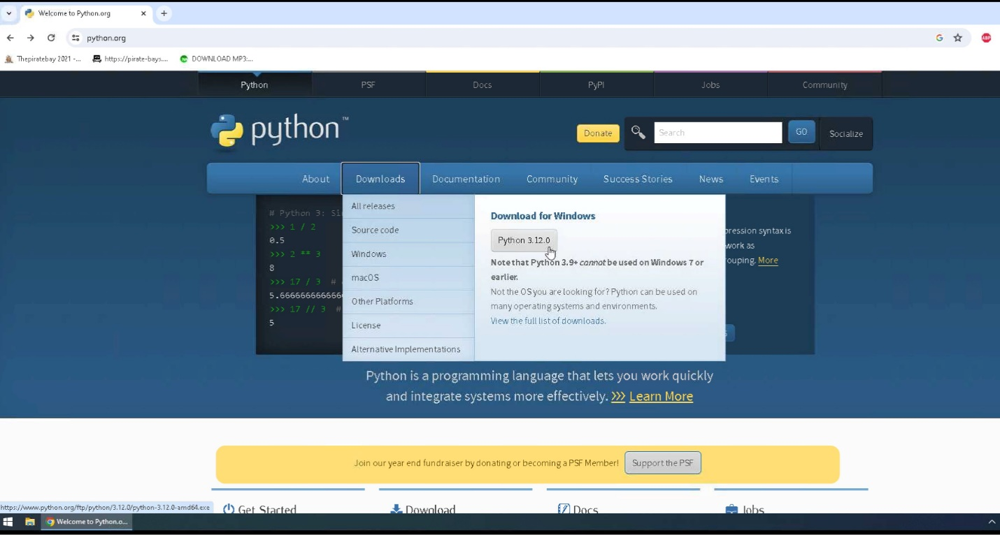 Welcome to Python.org
python.org
Thepiratebay 2021 -...
https://pirate-bays....
DOWNLOAD MP3:...
ABP
Python
PSF
Docs
PyPI
Jobs
Community
python™
Donate
Search
GO
Socialize
About
Downloads
Documentation
Community
Success Stories
News
Events
# Python 3: Si
>>> 1 / 2
0.5
>>> 2 ** 3
8
>>> 17 / 3 #
5.666666666666
>>> 17 // 3 #
5
All releases
Source code
Windows
macOS
Other Platforms
License
Alternative Implementations
Download for Windows
Python 3.12.0
Note that Python 3.9+ cannot be used on Windows 7 or
earlier.
Not the OS you are looking for? Python can be used on
many operating systems and environments.
View the full list of downloads.
pression syntax is
work as
ouping. More
Python is a programming language that lets you work quickly
and integrate systems more effectively. >>> Learn More
Join our year end fundraiser by donating or becoming a PSF Member!
Support the PSF
https://www.python.org/ftp/python/3.12.0/python-3.12.0-amd64.exe
Get Started
Download
Docs
Jobs
Welcome to Python.o...